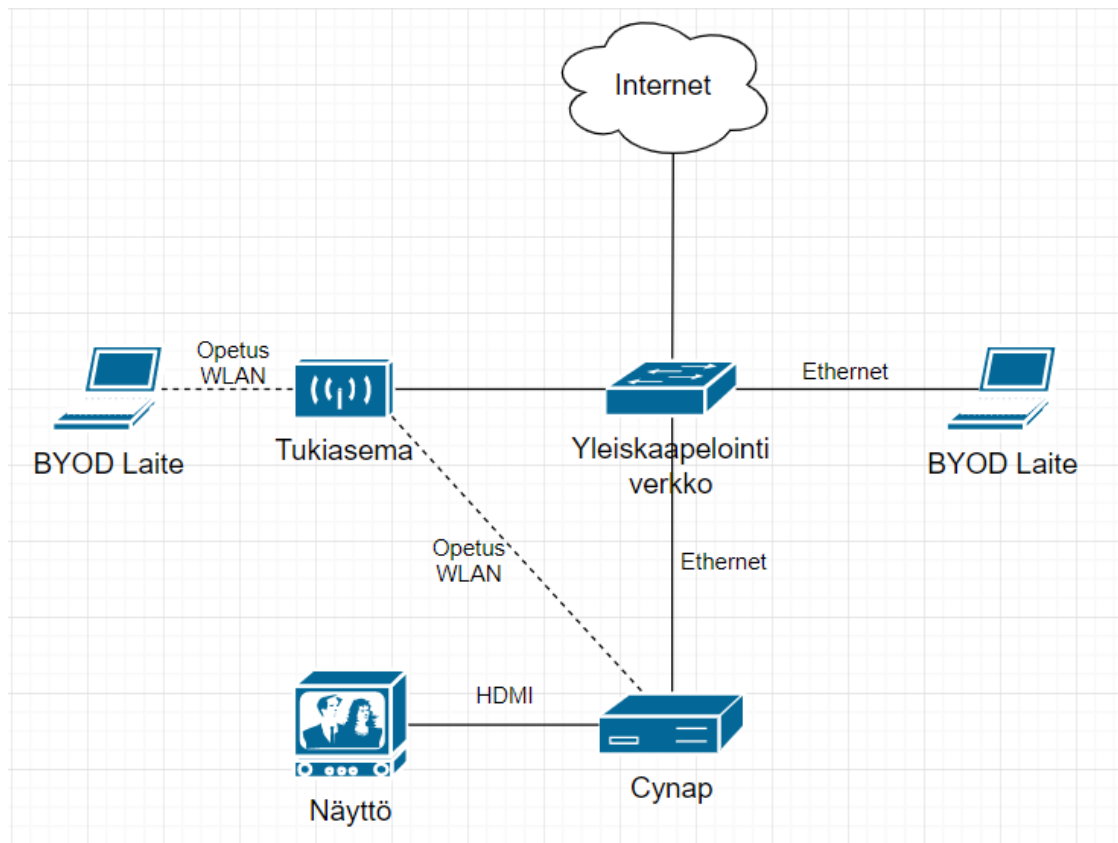 Internet
Opetus
WLAN
Ethernet
BYOD Laite
Tukiasema
Yleiskaapelointi
verkko
BYOD Laite
Opetus
WLAN
Ethernet
HDMI
Näyttö
Cynap